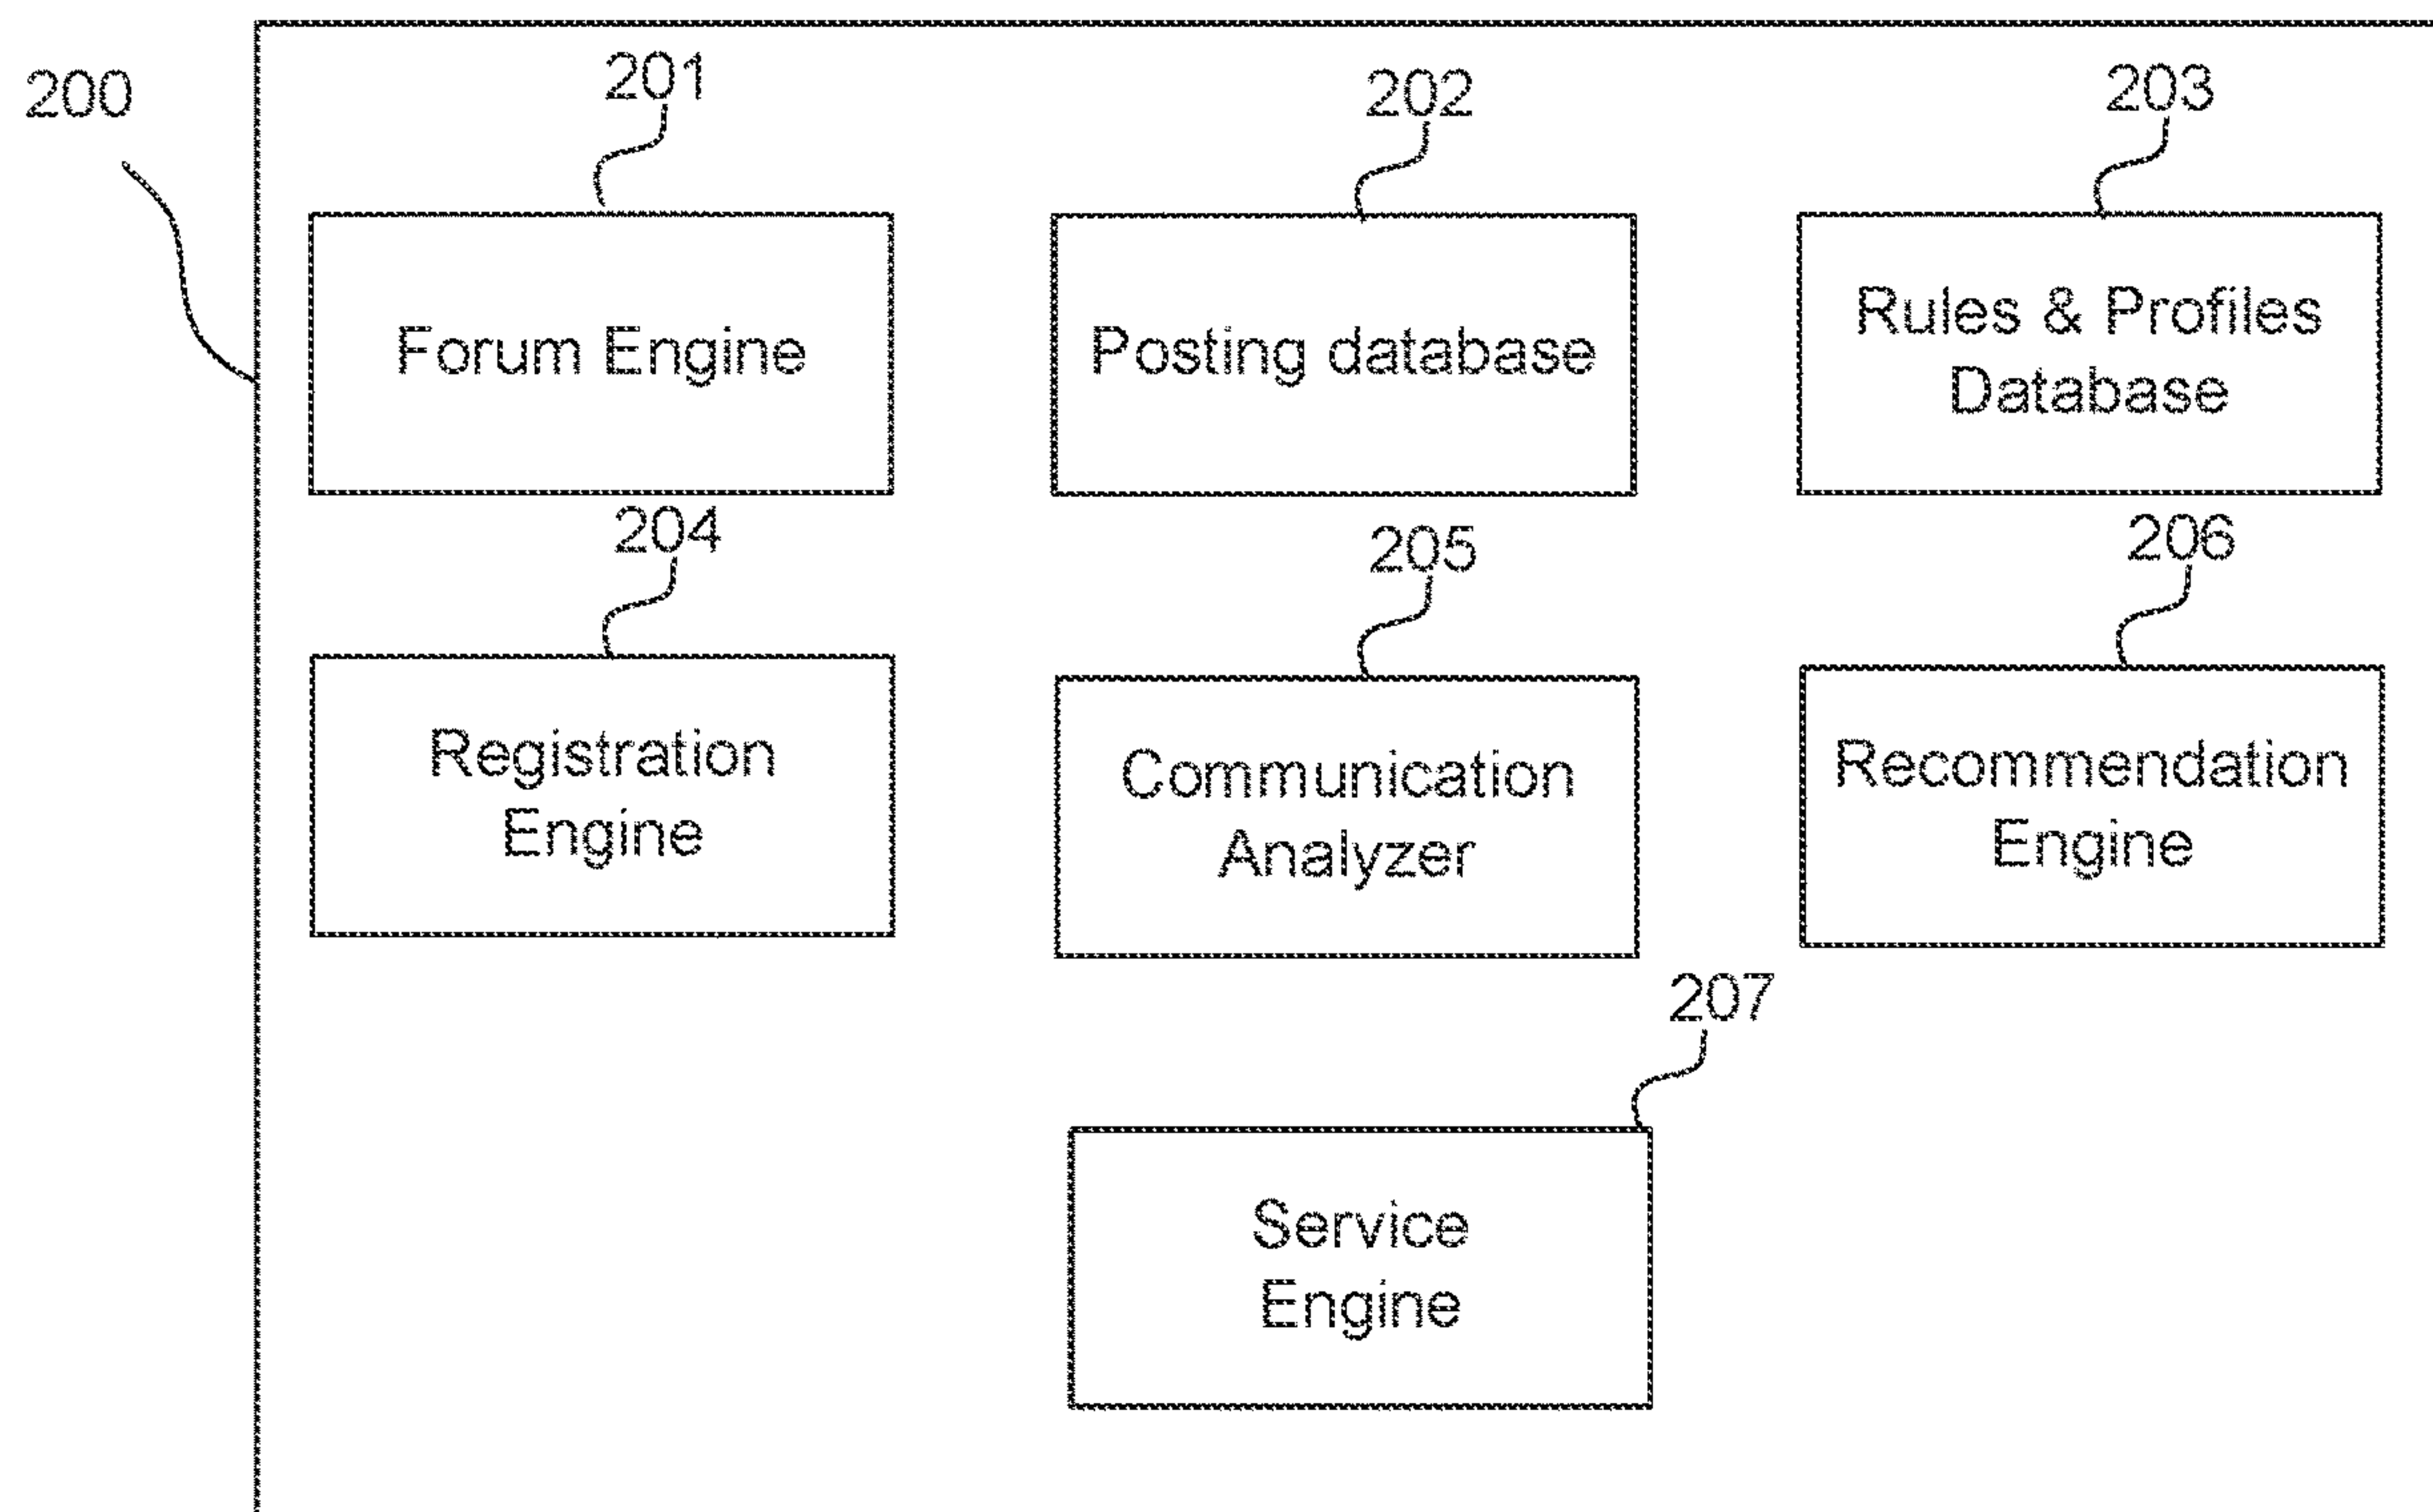 200
201
202
203
Forum Engine
Posting database
Rules & Profiles
Database
204
205
206
Registration
Engine
Communication
Analyzer
Recommendation
Engine
207
Service
Engine